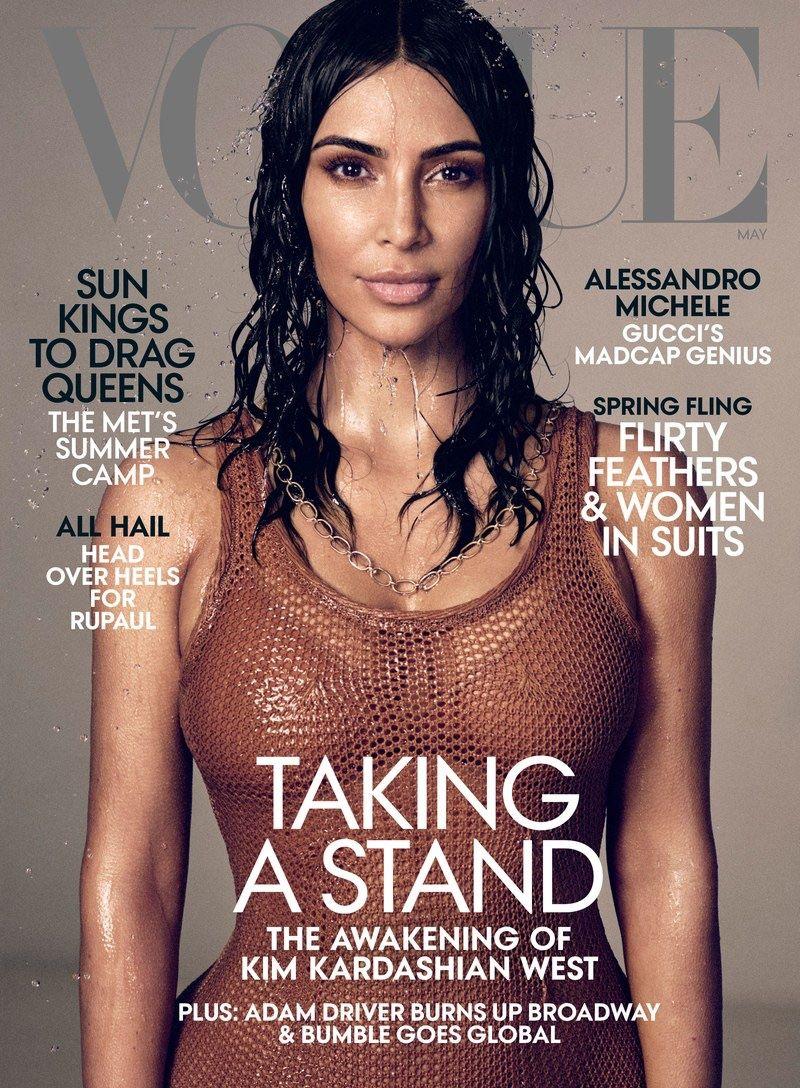 VOGUE
MAY
SUN
KINGS
TO DRAG
QUEENS
THE MET'S
SUMMER
CAMP
ALL HAIL
HEAD
OVER HEELS
FOR
RUPAUL
ALESSANDRO
MICHELE
GUCCI'S
MADCAP GENIUS
SPRING FLING
FLIRTY
FEATHERS
& WOMEN
IN SUITS
TAKING
A STAND
THE AWAKENING OF
KIM KARDASHIAN WEST
PLUS: ADAM DRIVER BURNS UP BROADWAY
& BUMBLE GOES GLOBAL